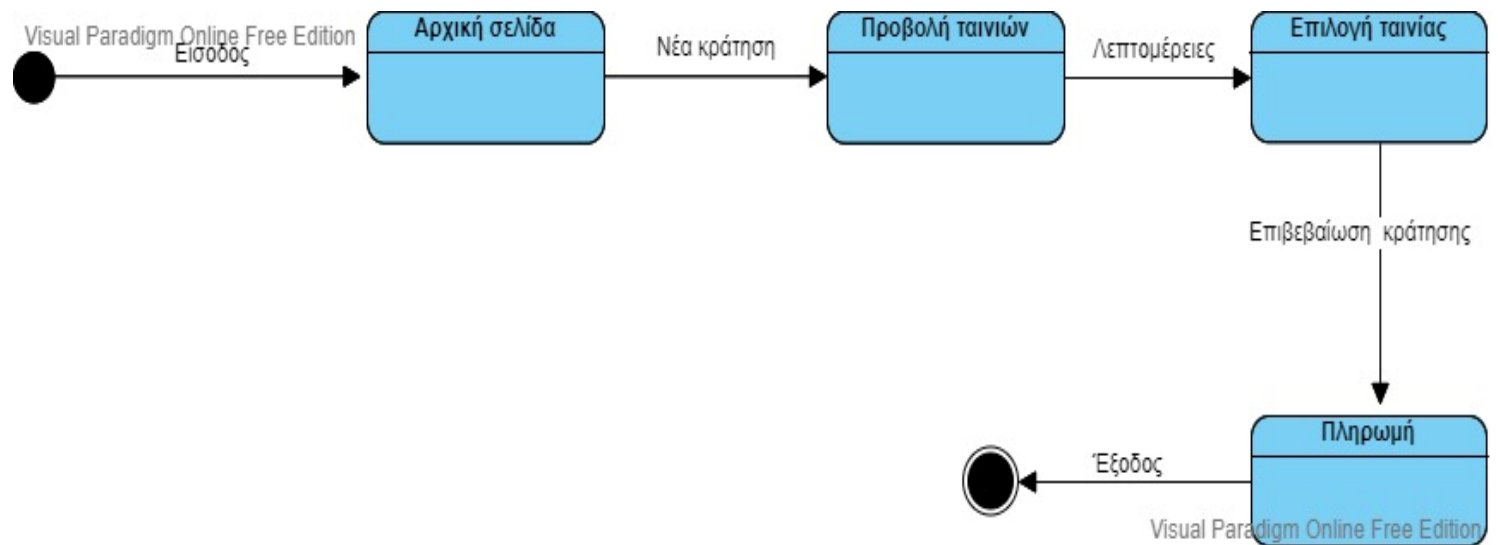 Visual Paradigm Online Free Edition
Είσοδος
Αρχική σελίδα
Νέα κράτηση
Προβολή ταινιών
Λεπτομέρειες
Επιλογή ταινίας
Επιβεβαίωση κράτησης
Πληρωμή
Έξοδος
Visual Paradigm Online Free Edition